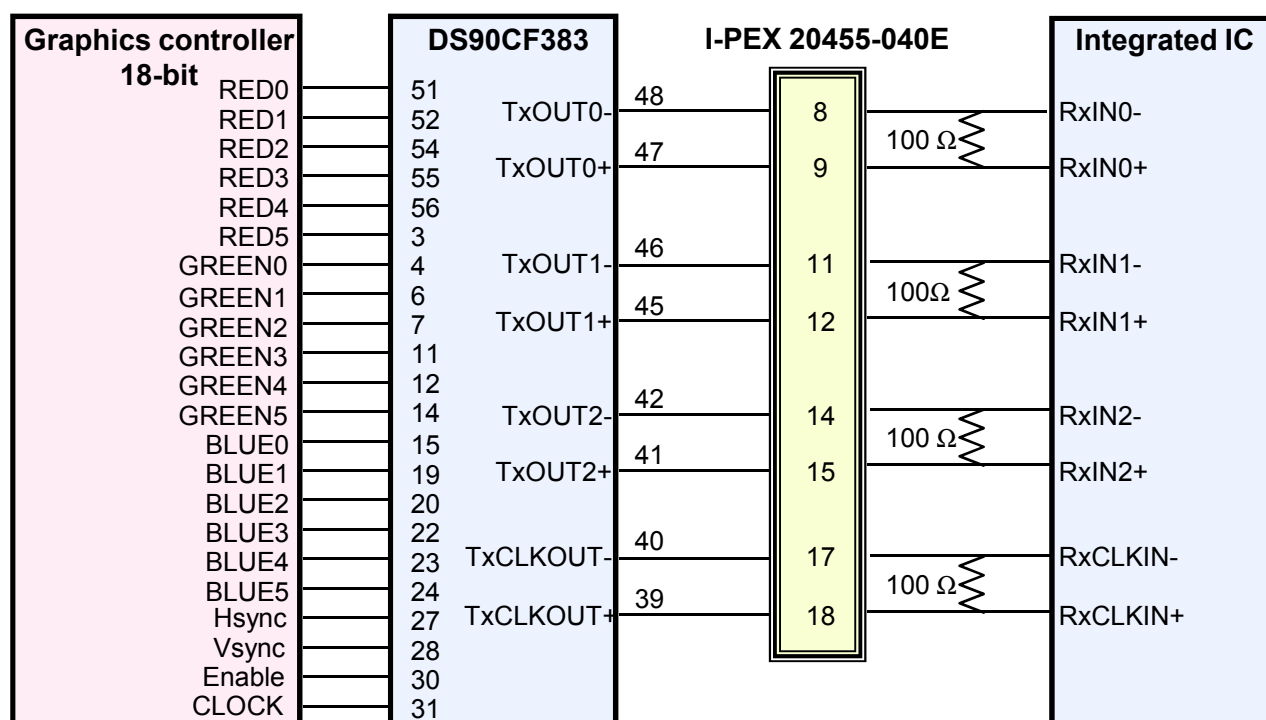 Graphics controller
18-bit
RED0
RED1
RED2
RED3
RED4
RED5
GREEN0
GREEN1
GREEN2
GREEN3
GREEN4
GREEN5
BLUE0
BLUE1
BLUE2
BLUE3
BLUE4
BLUE5
Hsync
Vsync
Enable
CLOCK
DS90CF383
51
52
54
55
56
3
4
6
7
11
12
14
15
19
20
22
23
24
27
28
30
31
TxOUT0-
TxOUT0+
TxOUT1-
TxOUT1+
TxOUT2-
TxOUT2+
TxCLKOUT-
TxCLKOUT+
48
47
46
45
42
41
40
39
I-PEX 20455-040E
8
9
11
12
14
15
17
18
100 Ω
100Ω
100 Ω
100 Ω
Integrated IC
RxIN0-
RxIN0+
RxIN1-
RxIN1+
RxIN2-
RxIN2+
RxCLKIN-
RxCLKIN+